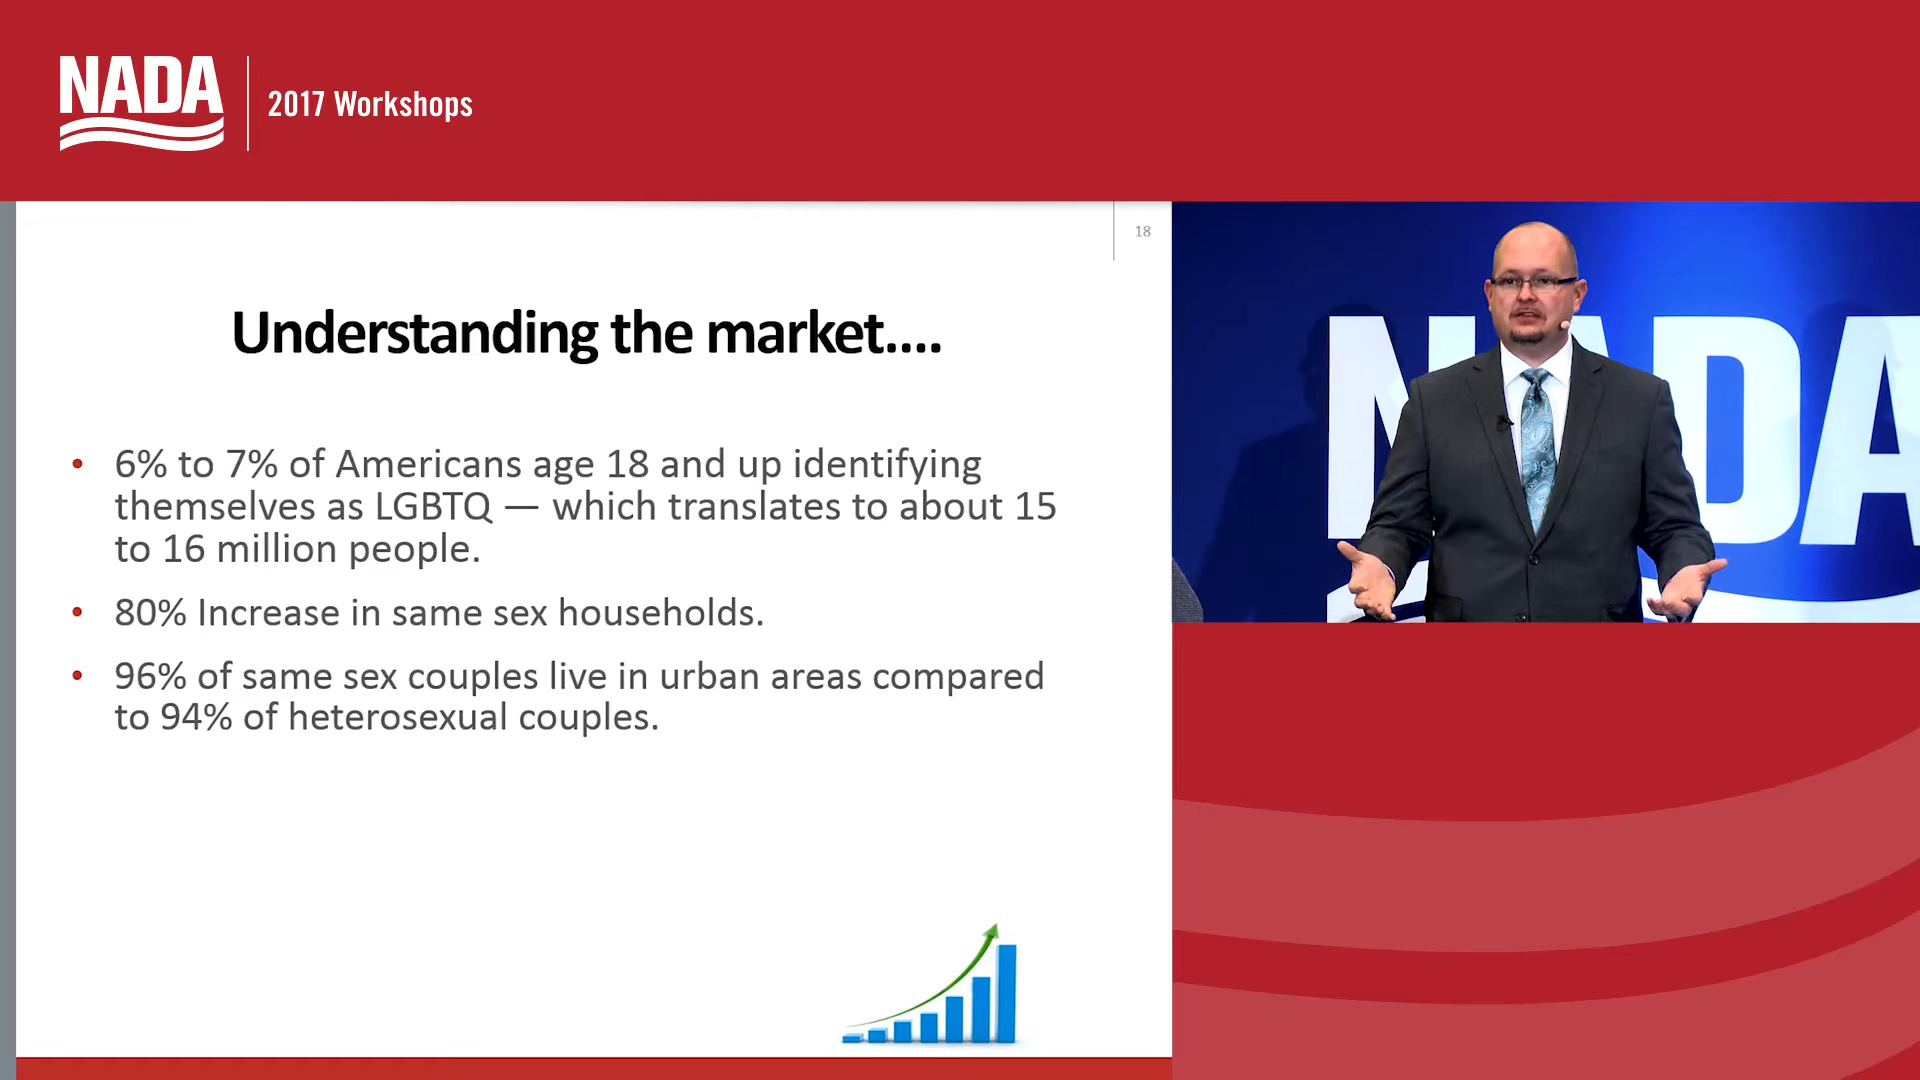 NADA
2017 Workshops
18
Understanding the market....
• 6% to 7% of Americans age 18 and up identifying
themselves as LGBTQ — which translates to about 15
to 16 million people.
• 80% Increase in same sex households.
• 96% of same sex couples live in urban areas compared
to 94% of heterosexual couples.
NADA